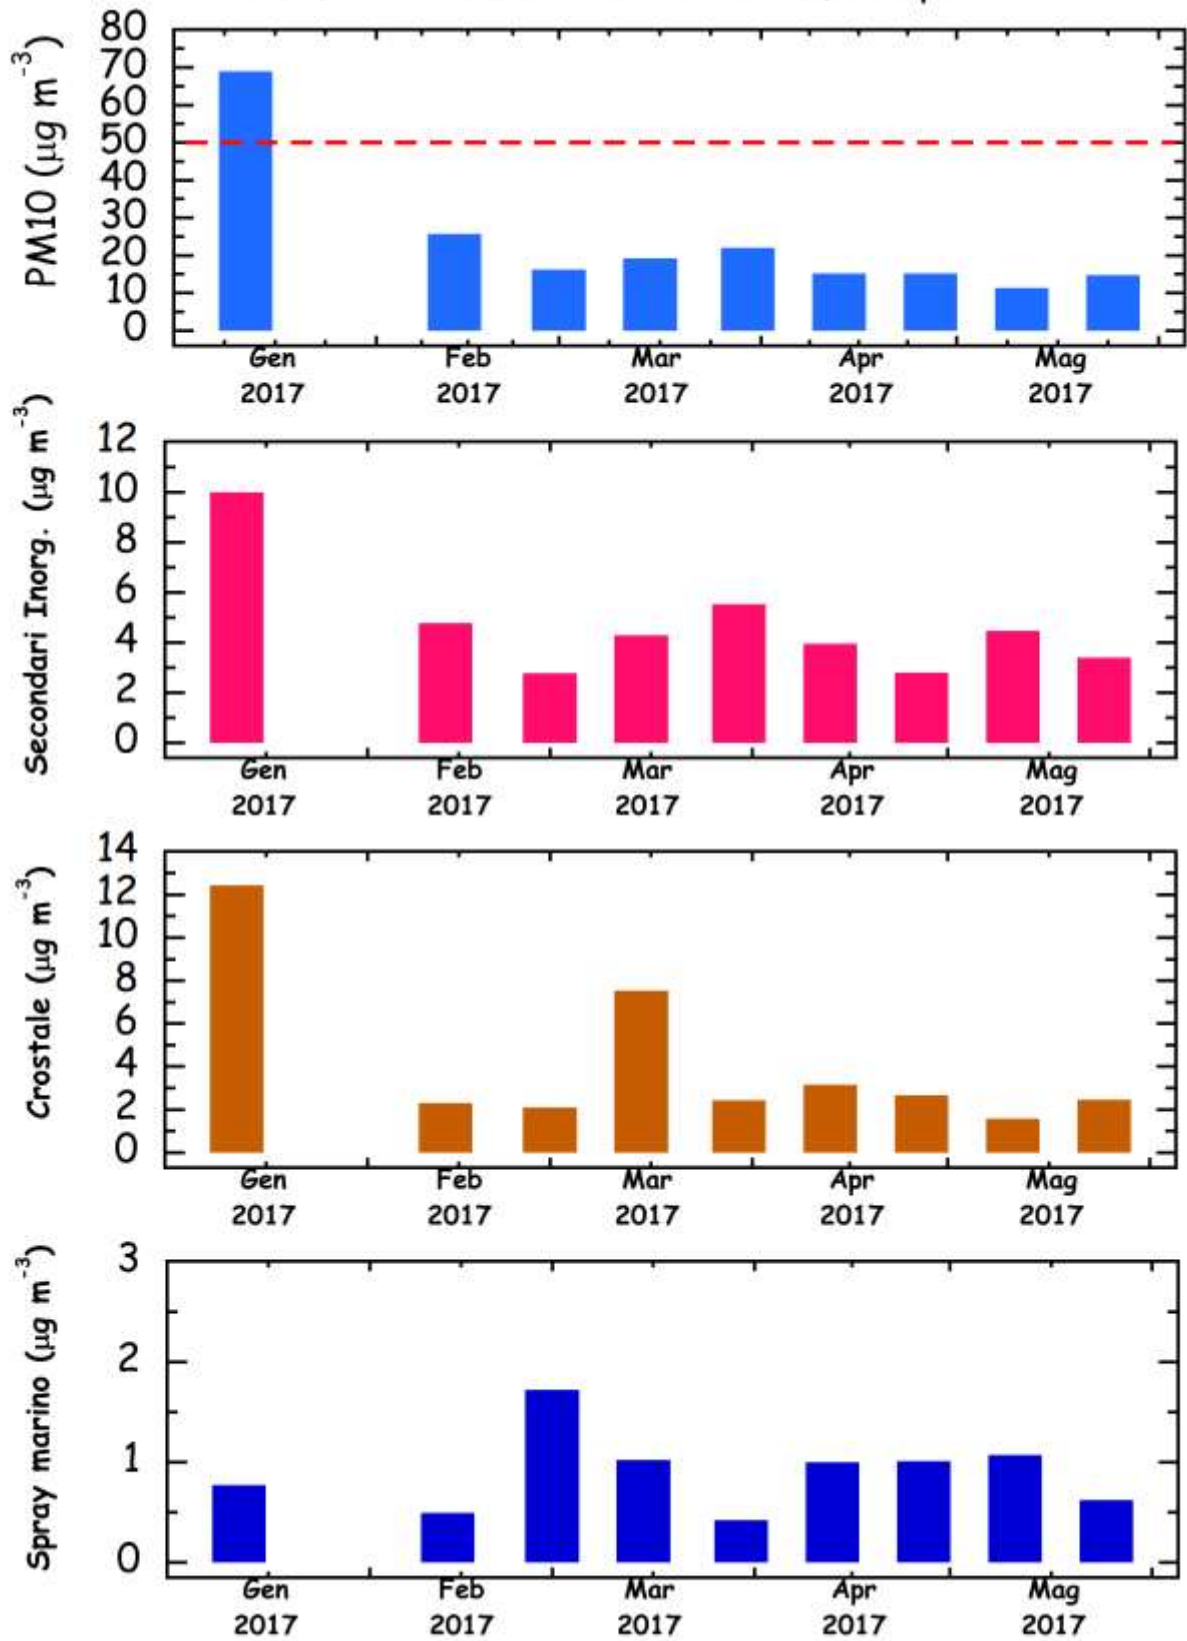 80
70
60
50
40
30
20
10
0
PM10 (μg m⁻³)
Gen Feb Mar Apr Mag
2017 2017 2017 2017 2017
12
10
8
6
4
2
0
Secondari Inorg. (μg m⁻³)
Gen Feb Mar Apr Mag
2017 2017 2017 2017 2017
14
12
10
8
6
4
2
0
Crostale (μg m⁻³)
Gen Feb Mar Apr Mag
2017 2017 2017 2017 2017
3
2
1
0
Spray marino (μg m⁻³)
Gen Feb Mar Apr Mag
2017 2017 2017 2017 2017